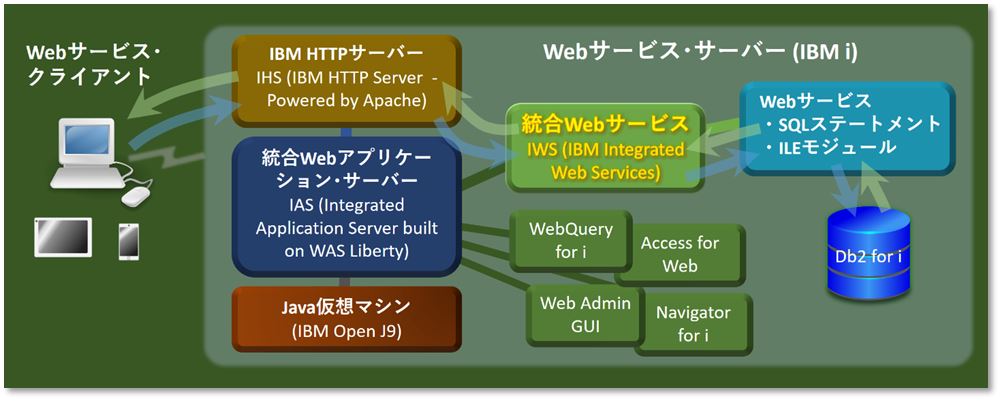 Webサービス・
クライアント
Webサービス・サーバー (IBM i)
IBM HTTPサーバー
IHS (IBM HTTP Server -
Powered by Apache)
統合Webアプリケー
ション・サーバー
IAS (Integrated
Application Server built
on WAS Liberty)
Java仮想マシン
(IBM Open J9)
統合Webサービス
IWS (IBM Integrated
Web Services)
Webサービス
・SQLステートメント
・ILEモジュール
WebQuery
for i
Access for
Web
Web Admin
GUI
Navigator
for i
Db2 for i